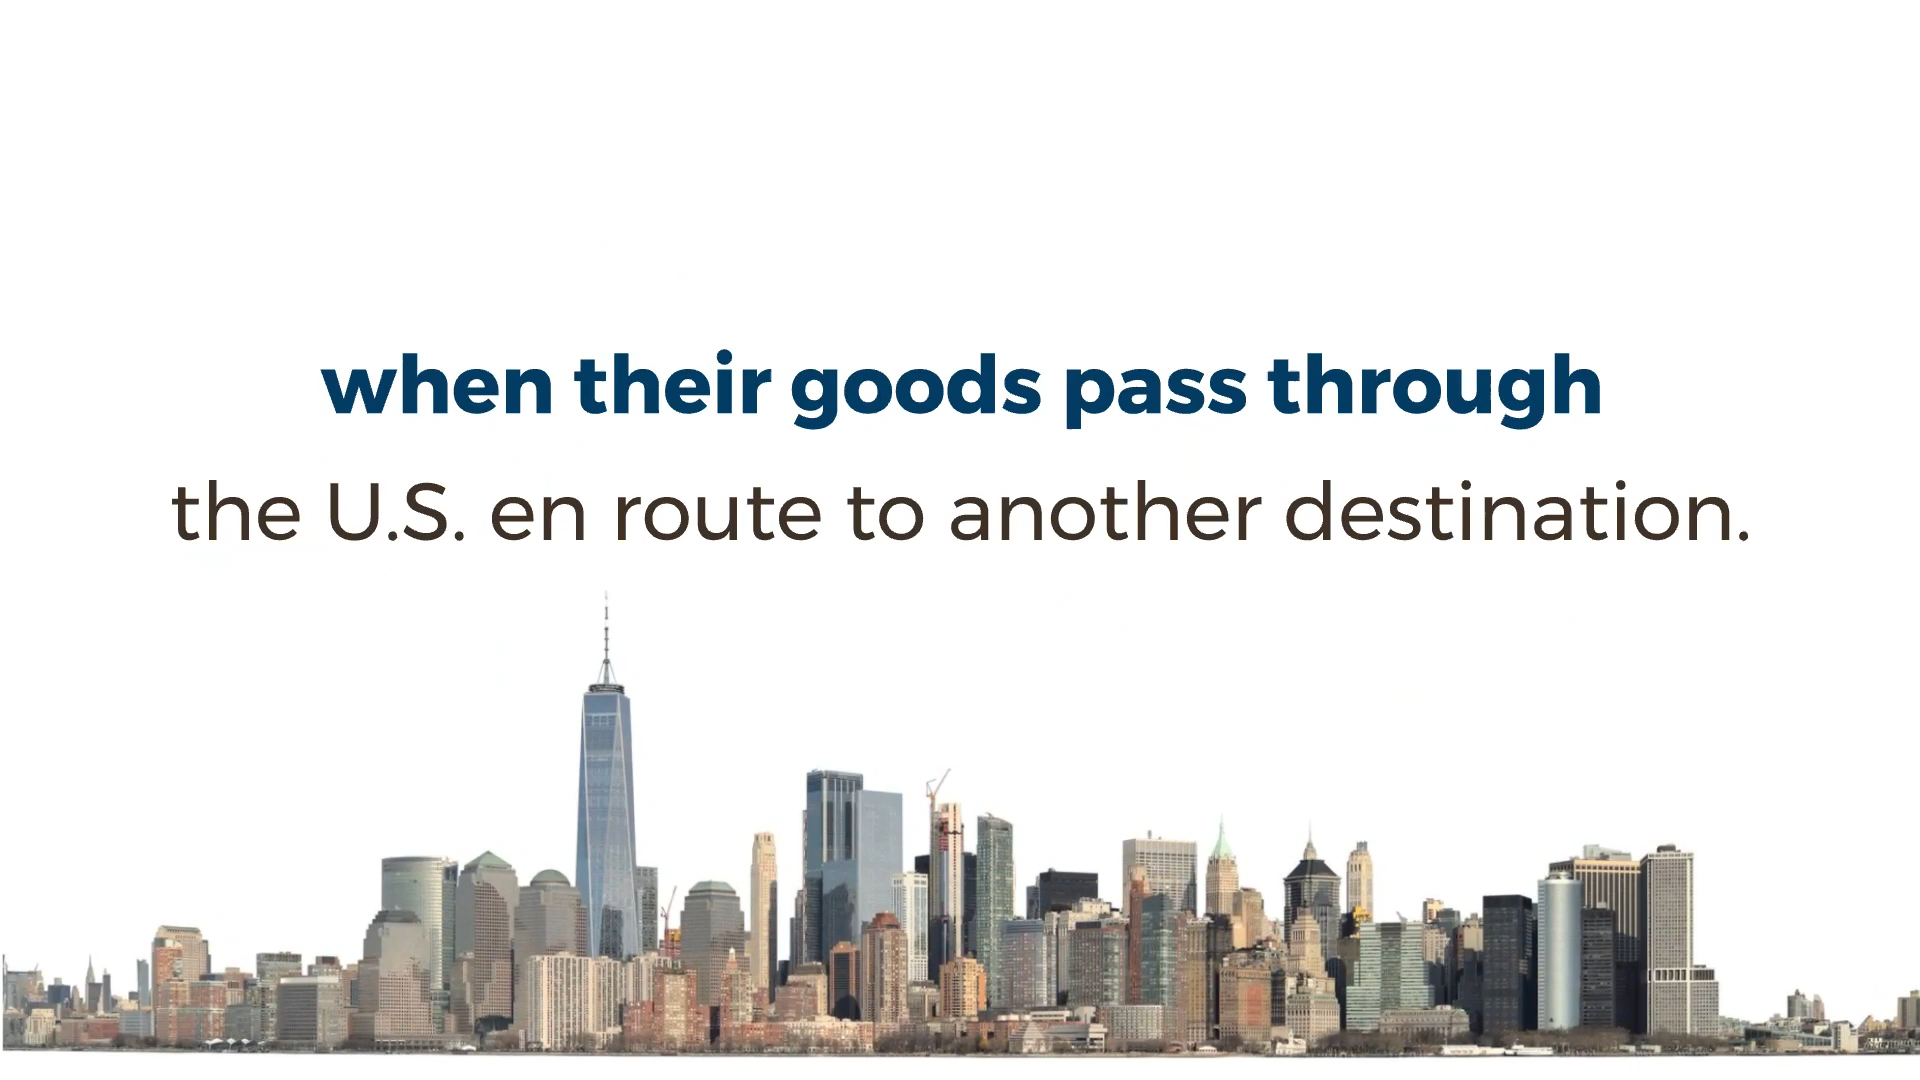 when their goods pass through
the U.S. en route to another destination.